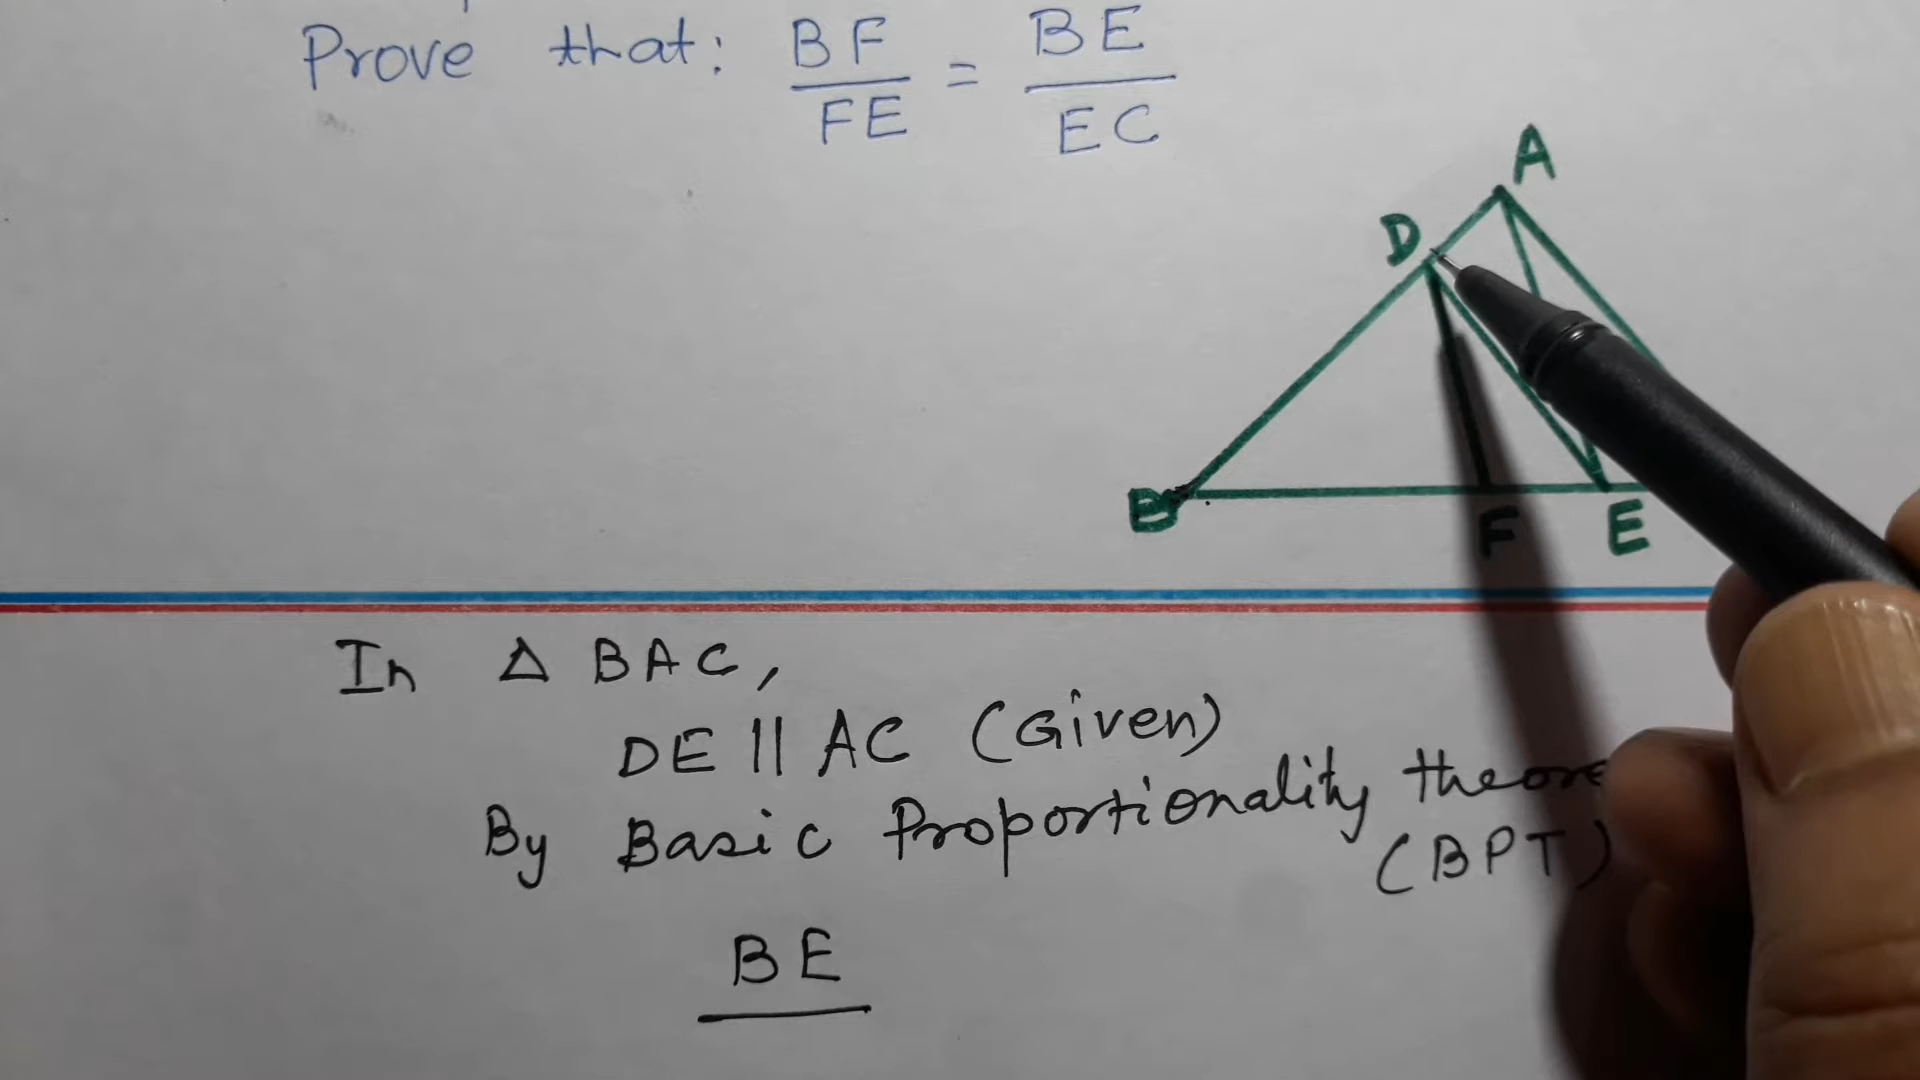 Prove that: BF/FE = BE/EC
A
D
B
F
E
In △ BAC,
DE || AC (Given)
By Basic Proportionality
(BPT)
BE